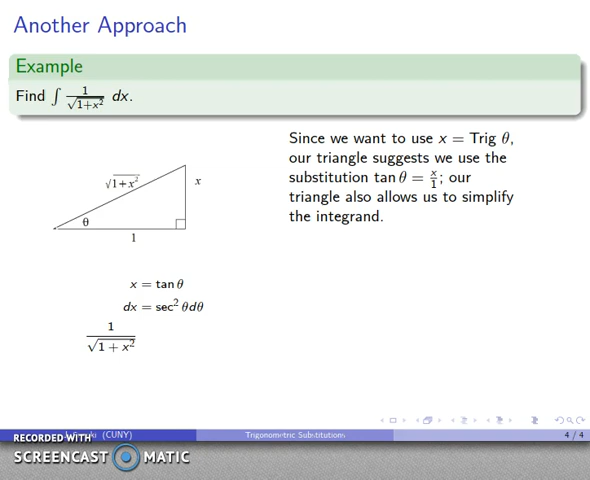 Another Approach
Example
Find ∫ 1/√1+x² dx.
Since we want to use x = Trig θ,
our triangle suggests we use the
substitution tan θ = x/1; our
triangle also allows us to simplify
the integrand.
√1+x²
x
θ
1
x = tan θ
dx = sec² θdθ
1/√1 + x²
(CUNY)
Trigonometric Substitutions
4 / 4
RECORDED WITH
SCREENCAST MATIC